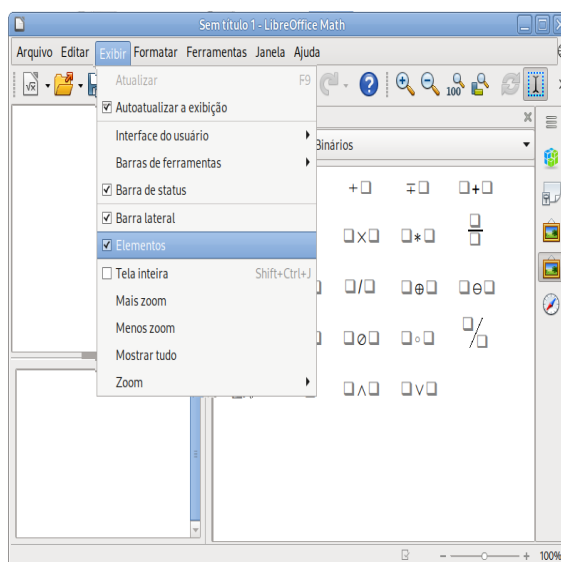 Sem título 1 - LibreOffice Math
Arquivo Editar Exibir Formatar Ferramentas Janela Ajuda
Atualizar F9
Autoatualizar a exibição
Interface do usuário
Barras de ferramentas
Barra de status
Barra lateral
Elementos
Tela inteira Shift+Ctrl+J
Mais zoom
Menos zoom
Mostrar tudo
Zoom
√x
100
Binários
+□ ∓□ □+□
□×□ □∗□ □/□
□/□ □⊕□ □⊖□
□⊘□ □∘□ □/□
□∧□ □∨□
100%